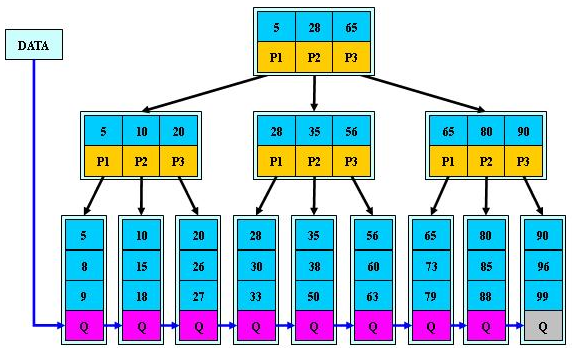 5 28 65
DATA
P1 P2 P3
5 10 20 28 35 56 65 80 90
P1 P2 P3 P1 P2 P3 P1 P2 P3
5 10 20 28 35 56 65 80 90
8 15 26 30 38 60 73 85 96
9 18 27 33 50 63 79 88 99
Q Q Q Q Q Q Q Q Q